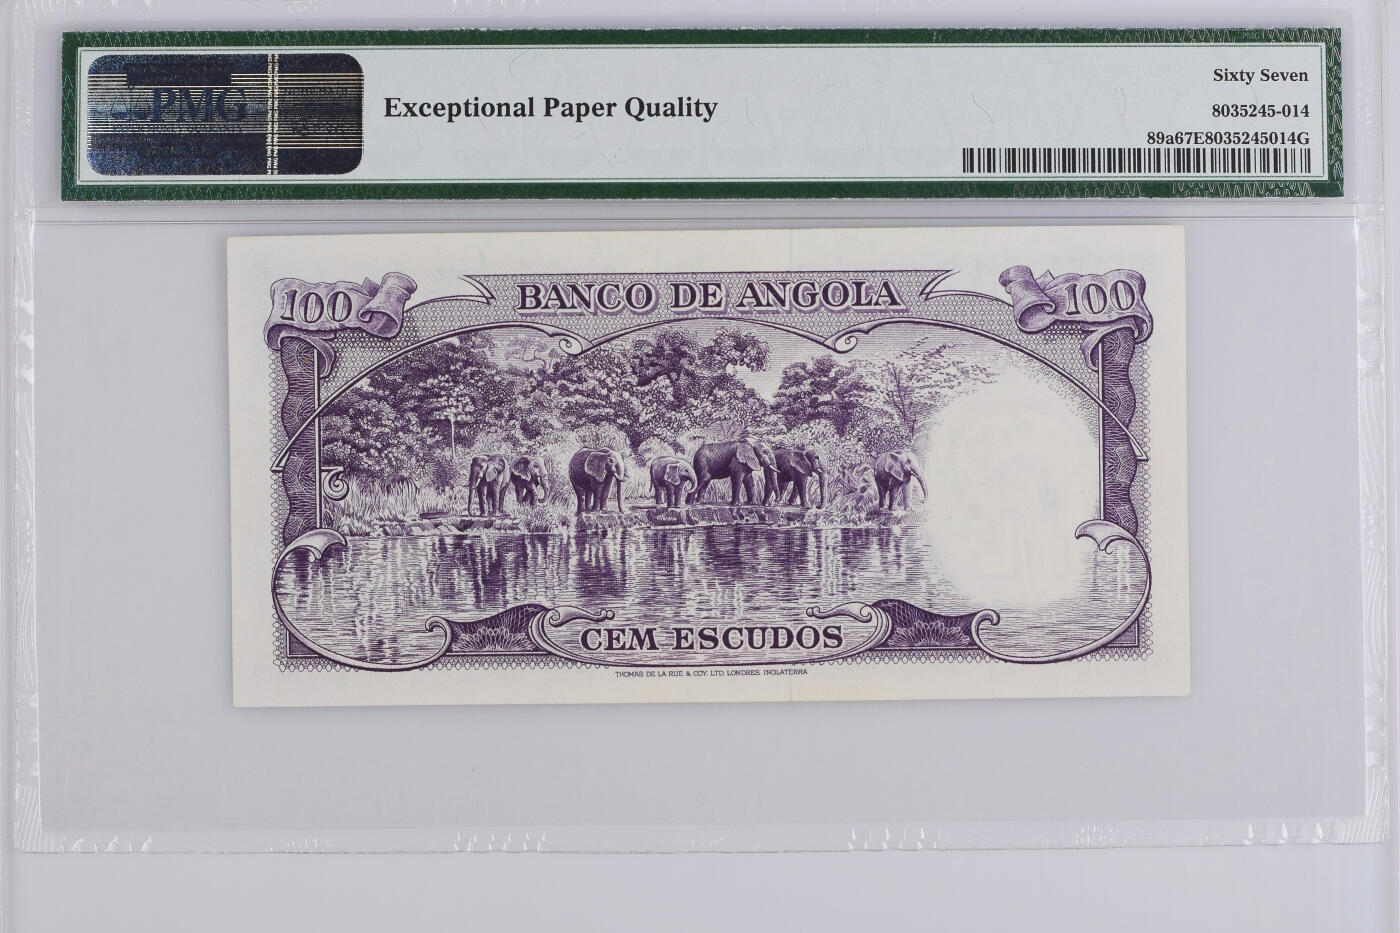 PMG
Exceptional Paper Quality
Sixty Seven
8035245-014
89a67E8035245014G
100
BANCO DE ANGOLA
100
CEM ESCUDOS
THOMAS DE LA RUE & COY. LTD. LONDRES. INGLATERRA